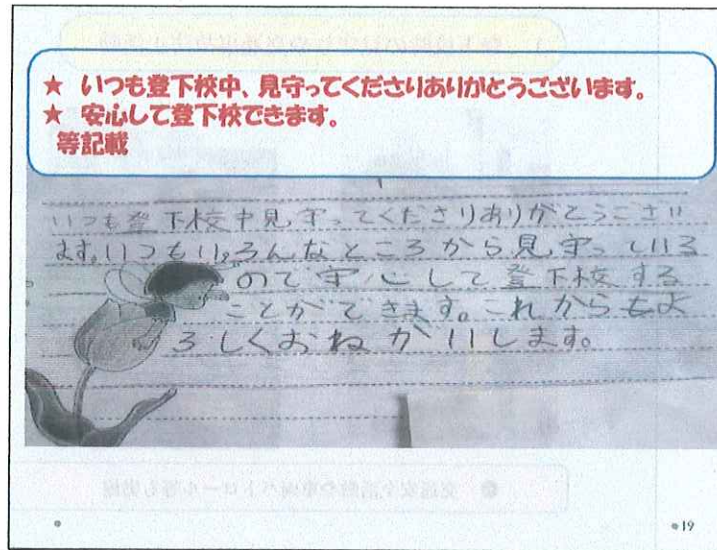 ★ いつも登下校中、見守ってくださりありがとうございます。
★ 安心して登下校できます。
等記載
いつも登下校中見守ってくださりありがとうござい
ます。いつもいろんなところから見守っている
ので安心して登下校する
ことができます。これからもよ
ろしくおねがいします。
19